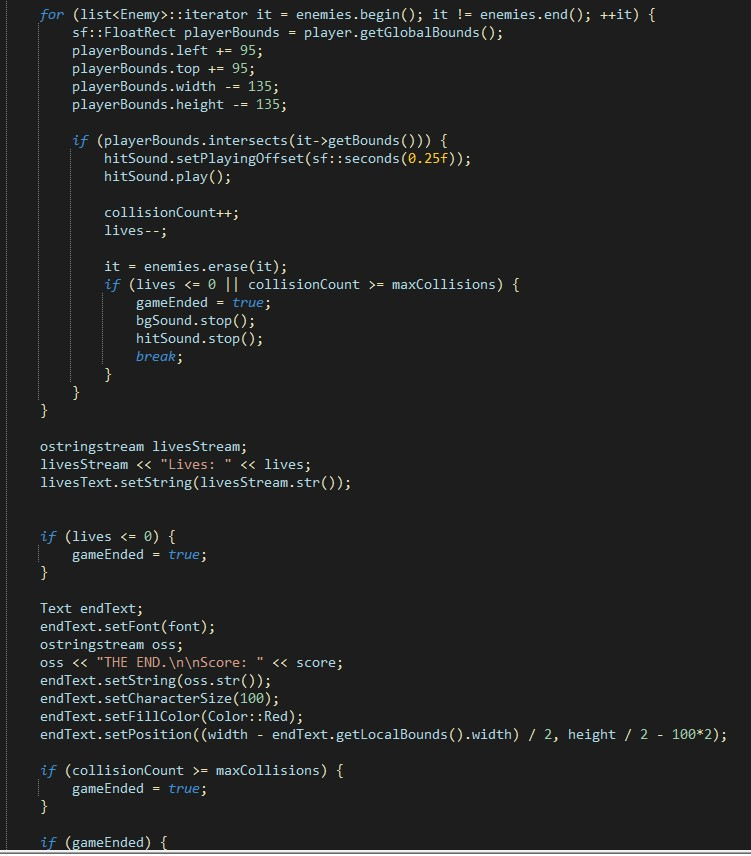 for (list<Enemy>::iterator it = enemies.begin(); it != enemies.end(); ++it) {
sf::FloatRect playerBounds = player.getGlobalBounds();
playerBounds.left += 95;
playerBounds.top += 95;
playerBounds.width -= 135;
playerBounds.height -= 135;
if (playerBounds.intersects(it->getBounds())) {
hitSound.setPlayingOffset(sf::seconds(0.25f));
hitSound.play();
collisionCount++;
lives--;
it = enemies.erase(it);
if (lives <= 0 || collisionCount >= maxCollisions) {
gameEnded = true;
bgSound.stop();
hitSound.stop();
break;
}
}
}
ostringstream livesStream;
livesStream << "Lives: " << lives;
livesText.setString(livesStream.str());
if (lives <= 0) {
gameEnded = true;
}
Text endText;
endText.setFont(font);
ostringstream oss;
oss << "THE END.\n\nScore: " << score;
endText.setString(oss.str());
endText.setCharacterSize(100);
endText.setFillColor(Color::Red);
endText.setPosition((width - endText.getLocalBounds().width) / 2, height / 2 - 100*2);
if (collisionCount >= maxCollisions) {
gameEnded = true;
}
if (gameEnded) {